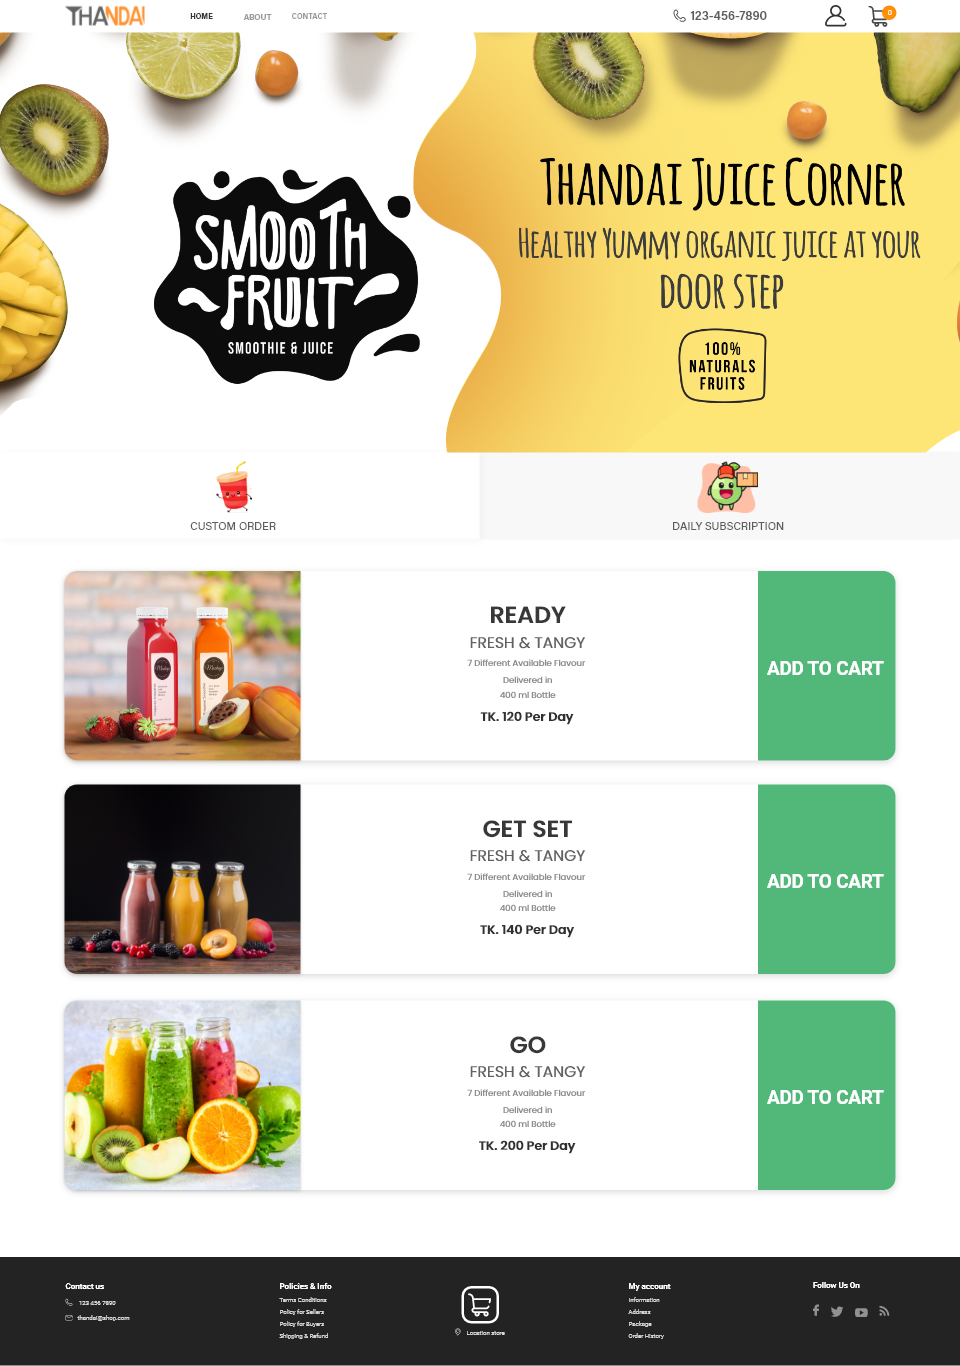 THANDAI
HOME ABOUT CONTACT
123-456-7890
0
SMOOTH
FRUIT
SMOOTHIE & JUICE
THANDAI JUICE CORNER
HEALTHY YUMMY ORGANIC JUICE AT YOUR
DOOR STEP
100%
NATURALS
FRUITS
CUSTOM ORDER
DAILY SUBSCRIPTION
READY
FRESH & TANGY
7 Different Available Flavour
Delivered in
400 ml Bottle
TK. 120 Per Day
ADD TO CART
GET SET
FRESH & TANGY
7 Different Available Flavour
Delivered in
400 ml Bottle
TK. 140 Per Day
ADD TO CART
GO
FRESH & TANGY
7 Different Available Flavour
Delivered in
400 ml Bottle
TK. 200 Per Day
ADD TO CART
Contact us
123 456 7890
thandai@shop.com
Policies & Info
Terms Conditions
Policy for Sellers
Policy for Buyers
Shipping & Refund
Location store
My account
Information
Address
Package
Order History
Follow Us On